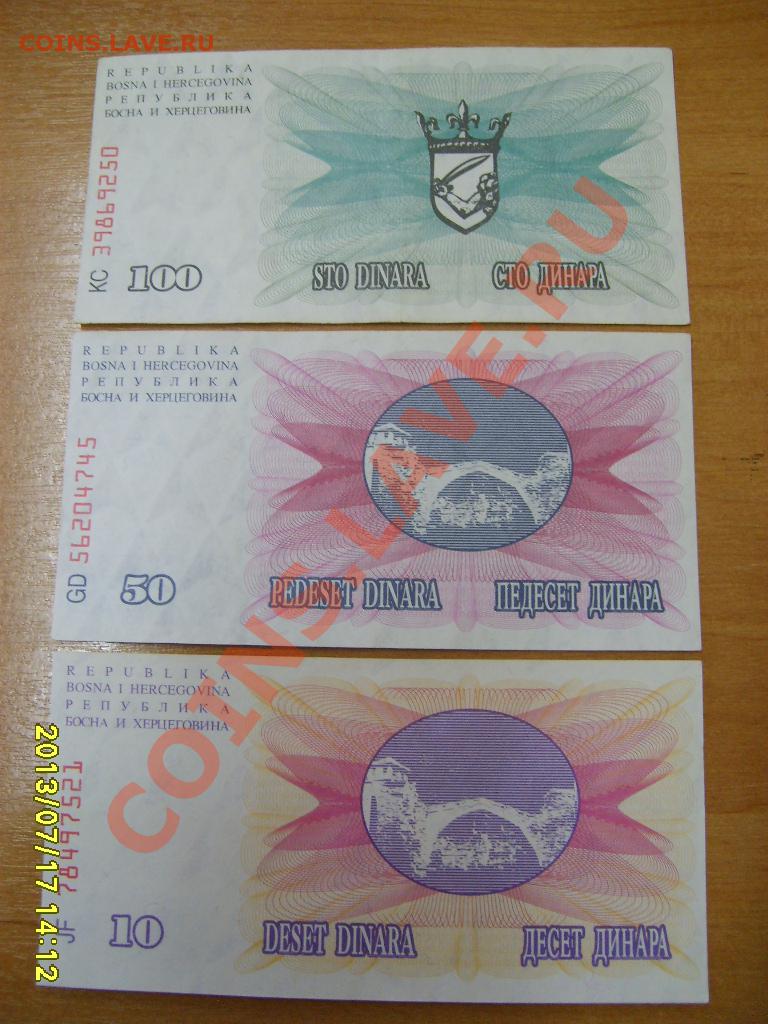 COINS.LAVE.RU
REPUBLIKA
BOSNA I HERCEGOVINA
РЕПУБЛИКА
БОСНА И ХЕРЦЕГОВИНА
KC 39869250
100
STO DINARA СТО ДИНАРА
REPUBLIKA
BOSNA I HERCEGOVINA
РЕПУБЛИКА
БОСНА И ХЕРЦЕГОВИНА
GD 56204745
50
PEDESET DINARA ПЕДЕСЕТ ДИНАРА
REPUBLIKA
BOSNA I HERCEGOVINA
РЕПУБЛИКА
БОСНА И ХЕРЦЕГОВИНА
JF 78497521
10
DESET DINARA ДЕСЕТ ДИНАРА
COINS.LAVE.RU
2013/07/17 14:12